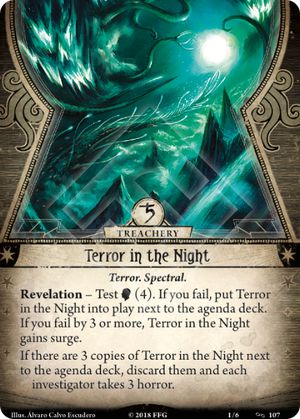 TREACHERY
Terror in the Night
Terror. Spectral.
Revelation – Test (4). If you fail, put Terror
in the Night into play next to the agenda deck.
If you fail by 3 or more, Terror in the Night
gains surge.
If there are 3 copies of Terror in the Night next
to the agenda deck, discard them and each
investigator takes 3 horror.
Illus. Álvaro Calvo Escudero © 2018 FFG 1/6 107